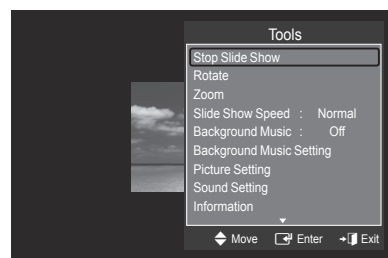 Tools
Stop Slide Show
Rotate
Zoom
Slide Show Speed : Normal
Background Music : Off
Background Music Setting
Picture Setting
Sound Setting
Information
Move Enter Exit